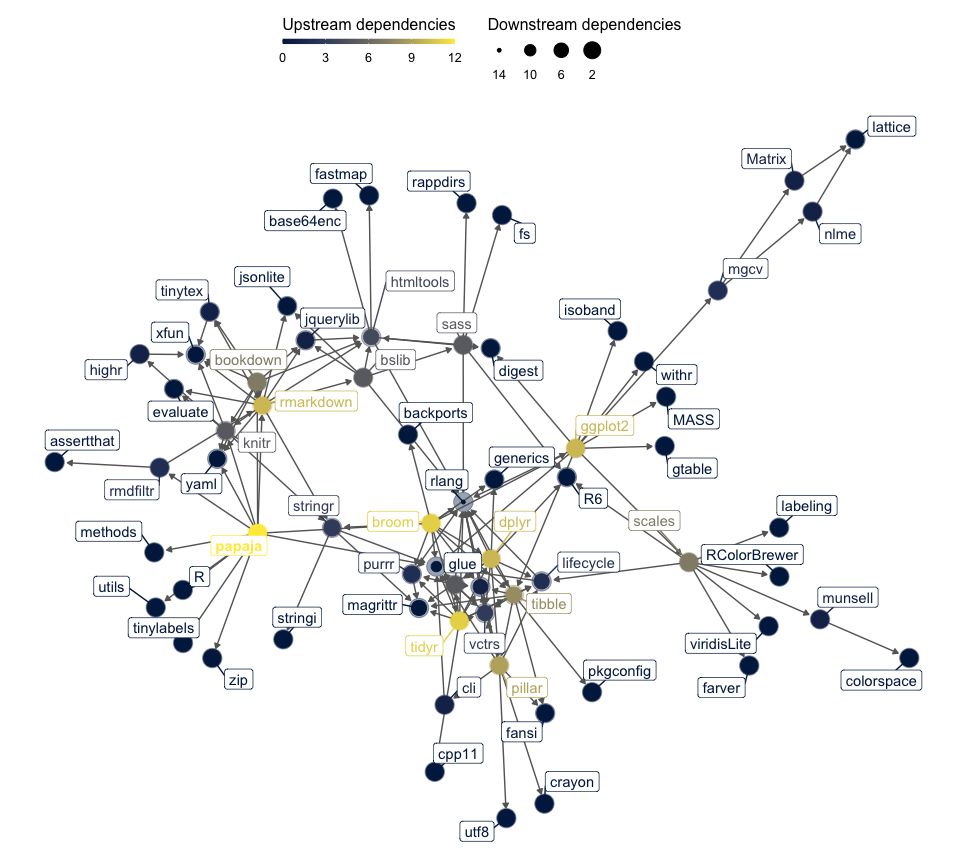 Upstream dependencies
Downstream dependencies
0 3 6 9 12
14 10 6 2
lattice
Matrix
fastmap
rappdirs
base64enc
fs
nlme
mgcv
jsonlite
htmltools
tinytex
isoband
jquerylib
sass
xfun
bookdown
bslib
highr
digest
withr
rmarkdown
evaluate
backports
MASS
ggplot2
assertthat
knitr
generics
gtable
rmdfiltr
yaml
rlang
R6
stringr
labeling
methods
broom
dplyr
scales
papaja
RColorBrewer
purrr
glue
lifecycle
R
utils
magrittr
tibble
munsell
stringi
tinylabels
vctrs
viridisLite
tidyr
pkgconfig
zip
cli
pillar
farver
colorspace
fansi
cpp11
crayon
utf8